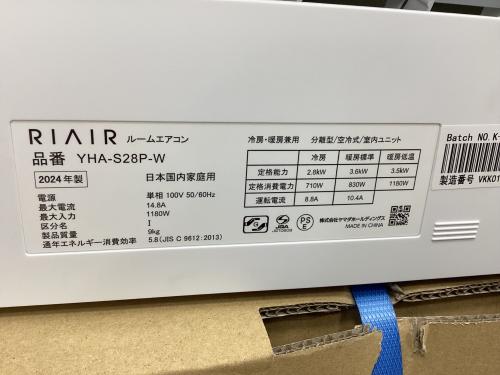 RIAIR ルームエアコン
品番 YHA-S28P-W
2024 年製 日本国内家庭用
電源 単相 100V 50/60Hz
最大電流 14.8A
最大入力 1180W
区分名 I
製品質量 9kg
通年エネルギー消費効率 5.8(JIS C 9612:2013)
冷房・暖房兼用 分離型/空冷式/室内ユニット
冷房 暖房標準 暖房低温
定格能力 2.8kW 3.6kW 3.5kW
定格消費電力 710W 830W 1180W
運転電流 8.8A 10.4A
PS
E
株式会社ヤマダホールディングス
MADE IN CHINA
Batch NO. K-
製造番号 VKK01